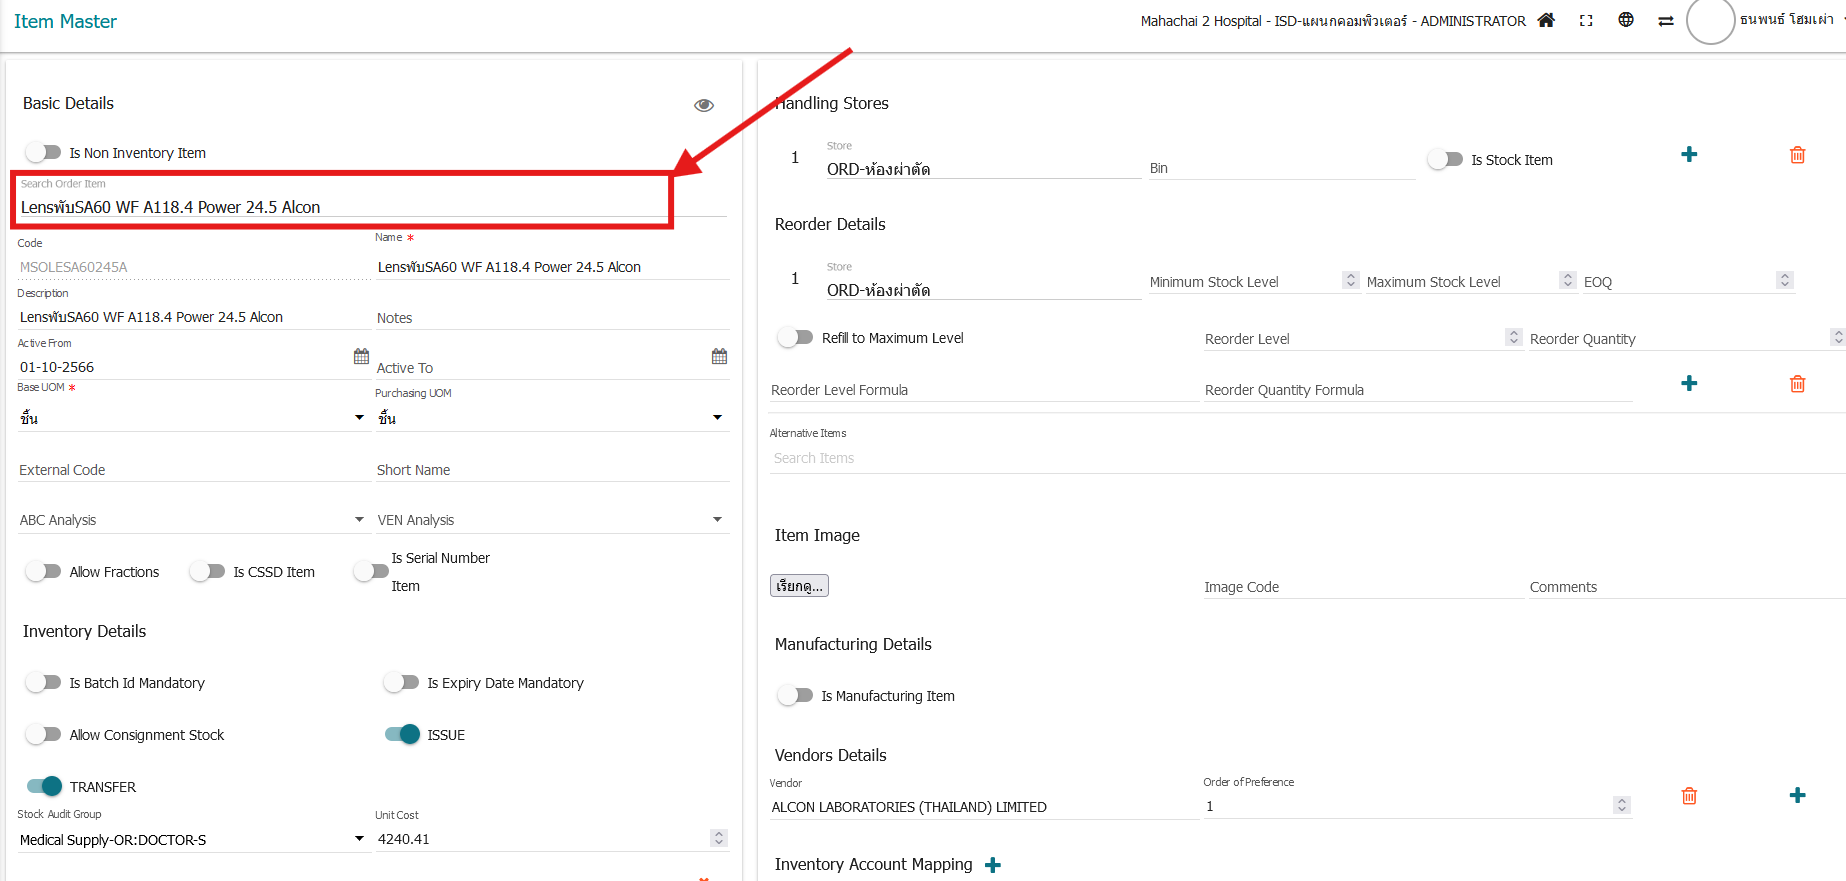 Item Master
Mahachai 2 Hospital - ISD-แผนกคอมพิวเตอร์ - ADMINISTRATOR
ธนพนธ์ โฮมเผ่า
Basic Details
Is Non Inventory Item
Search Order Item
LensพับSA60 WF A118.4 Power 24.5 Alcon
Code
Name *
MSOLESA60245A
LensพับSA60 WF A118.4 Power 24.5 Alcon
Description
LensพับSA60 WF A118.4 Power 24.5 Alcon
Notes
Active From
01-10-2566
Active To
Base UOM *
Purchasing UOM
ชิ้น
ชิ้น
External Code
Short Name
ABC Analysis
VEN Analysis
Allow Fractions
Is CSSD Item
Is Serial Number
Item
Inventory Details
Is Batch Id Mandatory
Is Expiry Date Mandatory
Allow Consignment Stock
ISSUE
TRANSFER
Stock Audit Group
Unit Cost
Medical Supply-OR:DOCTOR-S
4240.41
Handling Stores
Store
1
ORD-ห้องผ่าตัด
Bin
Is Stock Item
Reorder Details
Store
1
ORD-ห้องผ่าตัด
Minimum Stock Level
Maximum Stock Level
EOQ
Refill to Maximum Level
Reorder Level
Reorder Quantity
Reorder Level Formula
Reorder Quantity Formula
Alternative Items
Search Items
Item Image
เรียกดู...
Image Code
Comments
Manufacturing Details
Is Manufacturing Item
Vendors Details
Vendor
Order of Preference
ALCON LABORATORIES (THAILAND) LIMITED
1
Inventory Account Mapping